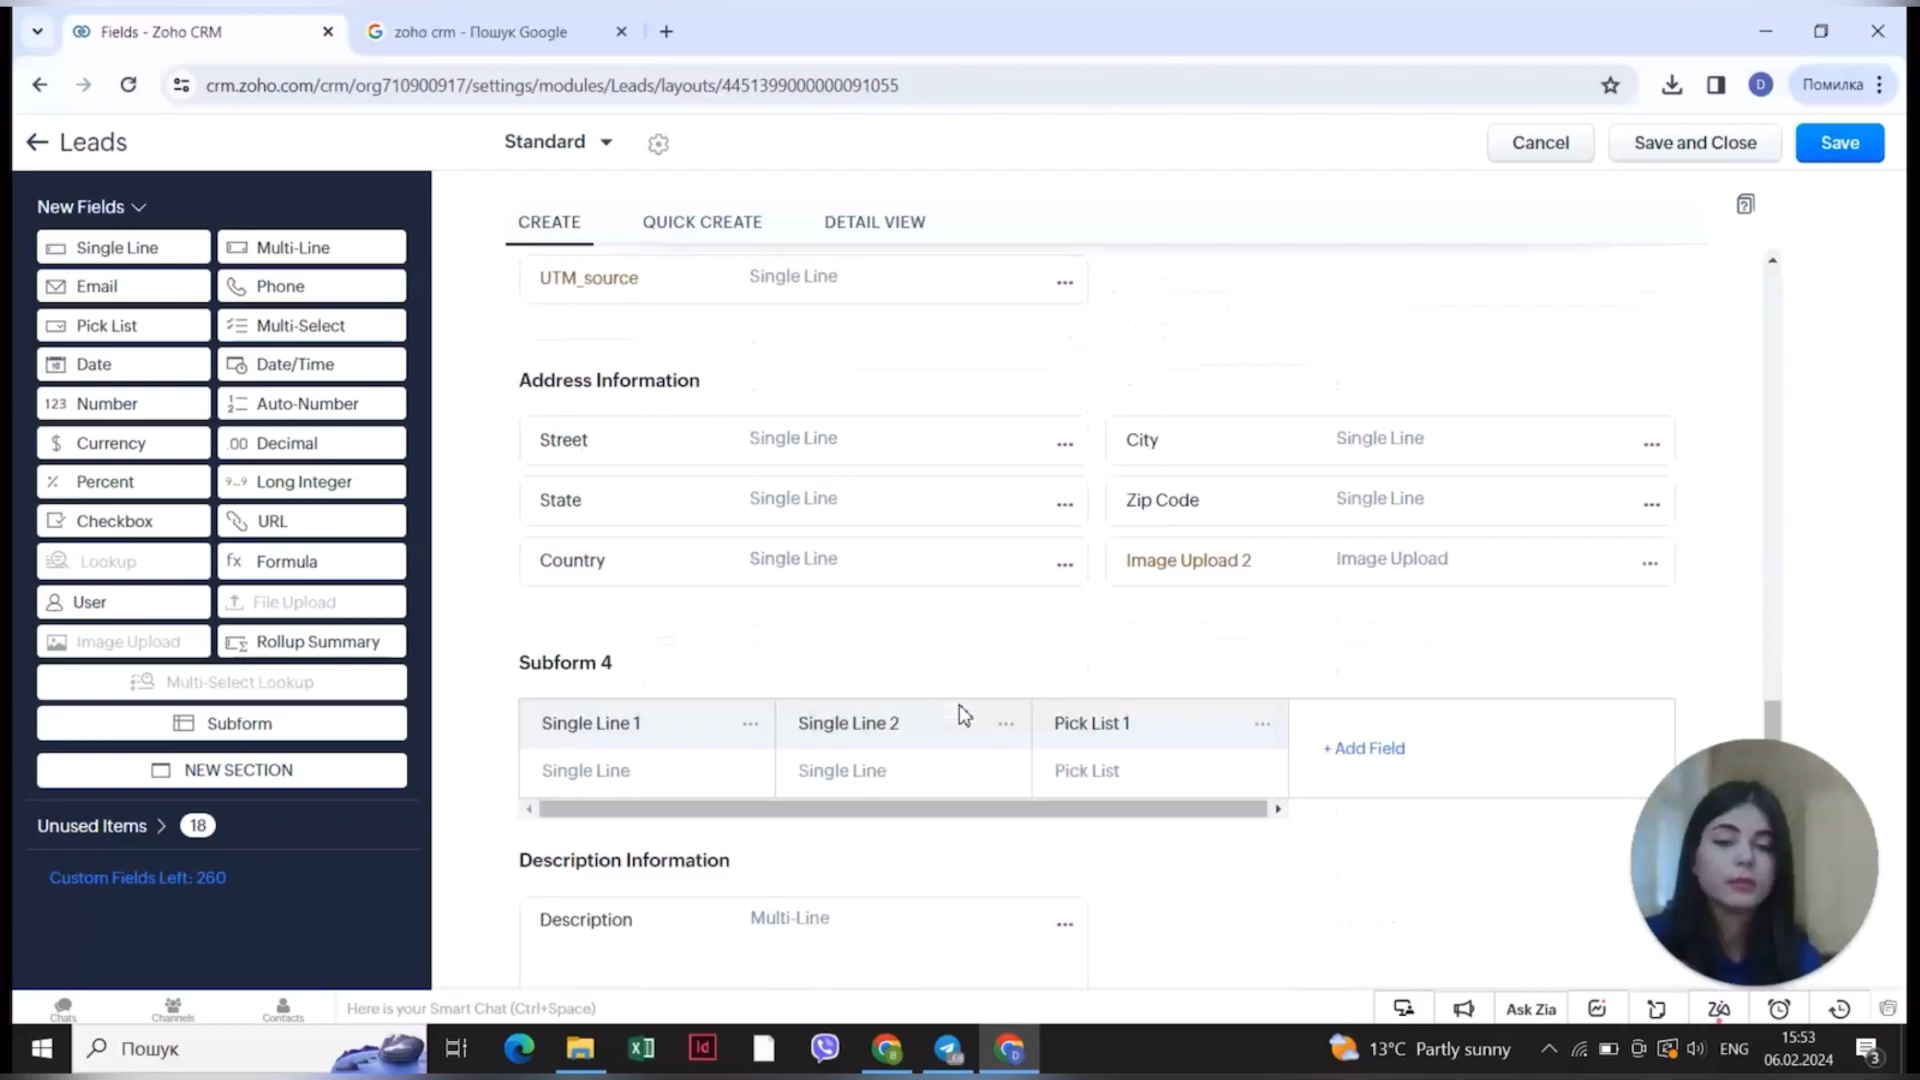 Fields - Zoho CRM
zoho crm - Пошук Google
crm.zoho.com/crm/org710900917/settings/modules/Leads/layouts/4451399000000091055
D
Помилка
Leads
Standard
Cancel
Save and Close
Save
New Fields
Single Line
Multi-Line
Email
Phone
Pick List
Multi-Select
Date
Date/Time
123 Number
Auto-Number
$ Currency
.00 Decimal
Percent
9...9 Long Integer
Checkbox
URL
Lookup
fx Formula
User
File Upload
Image Upload
Rollup Summary
Multi-Select Lookup
Subform
NEW SECTION
Unused Items 18
Custom Fields Left: 260
CREATE
QUICK CREATE
DETAIL VIEW
UTM_source Single Line
Address Information
Street Single Line
City Single Line
State Single Line
Zip Code Single Line
Country Single Line
Image Upload 2 Image Upload
Subform 4
Single Line 1
Single Line 2
Pick List 1
+ Add Field
Single Line
Single Line
Pick List
Description Information
Description Multi-Line
Chats
Channels
Contacts
Here is your Smart Chat (Ctrl+Space)
Ask Zia
Пошук
13°C Partly sunny
ENG
15:53
06.02.2024
3